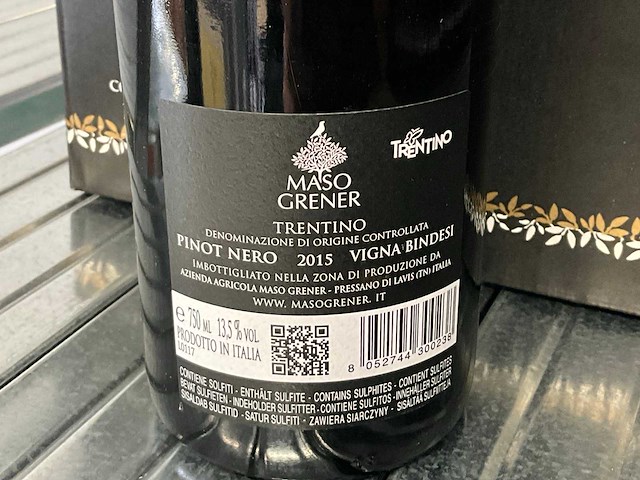 MASO
GRENER
TRENTINO
TRENTINO
DENOMINAZIONE DI ORIGINE CONTROLLATA
PINOT NERO 2015 VIGNA BINDESI
IMBOTTIGLIATO NELLA ZONA DI PRODUZIONE DA
AZIENDA AGRICOLA MASO GRENER - PRESSANO DI LAVIS (TN) ITALIA
WWW. MASOGRENER. IT
℮ 750 ML 13,5% VOL
PRODOTTO IN ITALIA
L0117
8 052744 300238
CONTIENE SOLFITI - ENTHÄLT SULFITE - CONTAINS SULPHITES - CONTIENT SULFITES
BEVAT SULFIETEN - INDEHOLDER SULFITTER - CONTIENE SULFITOS - INNEHÅLLER SULFITER
SISALDAB SULFITID - SATUR SULFITI - ZAWIERA SIARCZYNY - SISÄLTÄÄ SULFIITTEJA